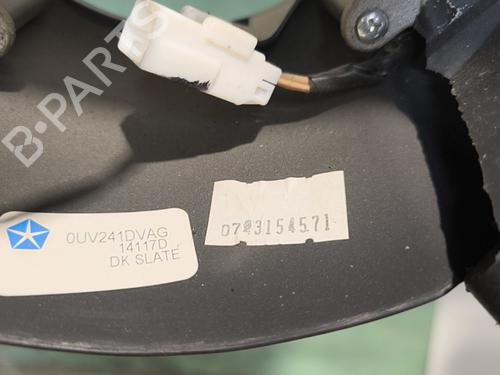 B-PARTS
0UV241DVAG
14117D
DK SLATE
07431545.71